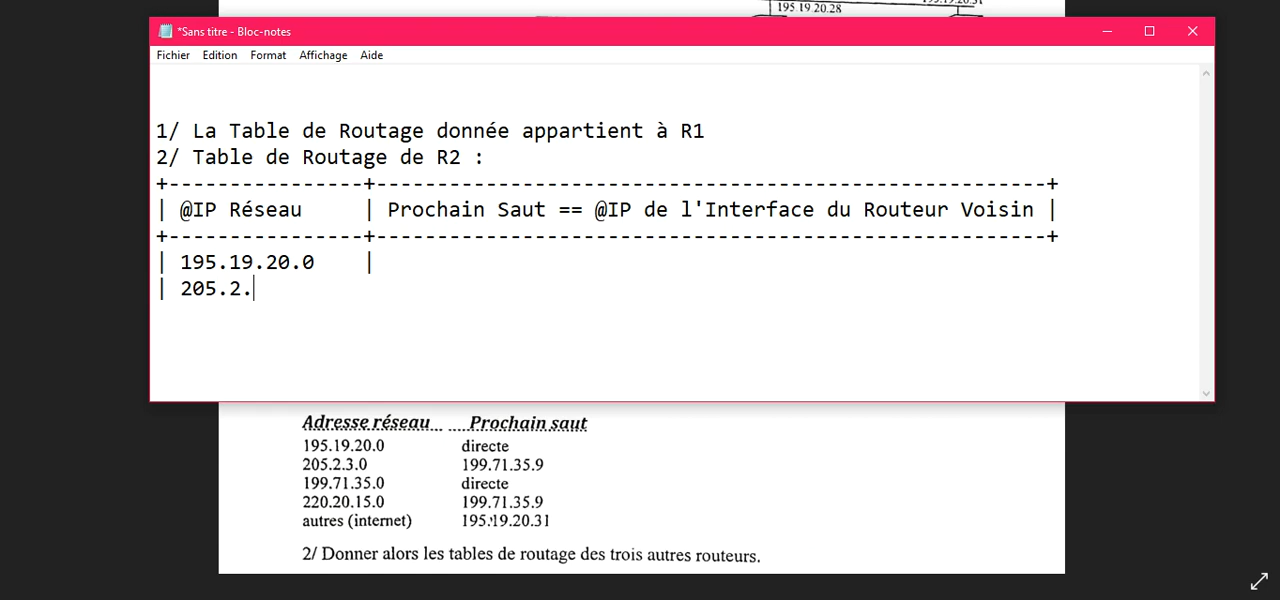 195.19.20.28
*Sans titre - Bloc-notes
Fichier Edition Format Affichage Aide
1/ La Table de Routage donnée appartient à R1
2/ Table de Routage de R2 :
+----------------+-------------------------------------------------------+
| @IP Réseau | Prochain Saut == @IP de l'Interface du Routeur Voisin |
+----------------+-------------------------------------------------------+
| 195.19.20.0 |
| 205.2.
Adresse réseau Prochain saut
195.19.20.0 directe
205.2.3.0 199.71.35.9
199.71.35.0 directe
220.20.15.0 199.71.35.9
autres (internet) 195.19.20.31
2/ Donner alors les tables de routage des trois autres routeurs.